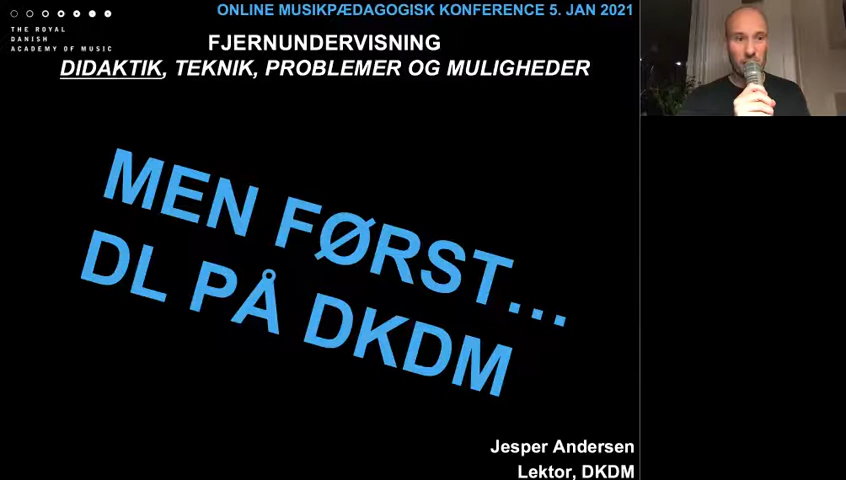 ONLINE MUSIKPÆDAGOGISK KONFERENCE 5. JAN 2021
THE ROYAL
DANISH
ACADEMY OF MUSIC
FJERNUNDERVISNING
DIDAKTIK, TEKNIK, PROBLEMER OG MULIGHEDER
MEN FØRST...
DL PÅ DKDM
Jesper Andersen
Lektor, DKDM